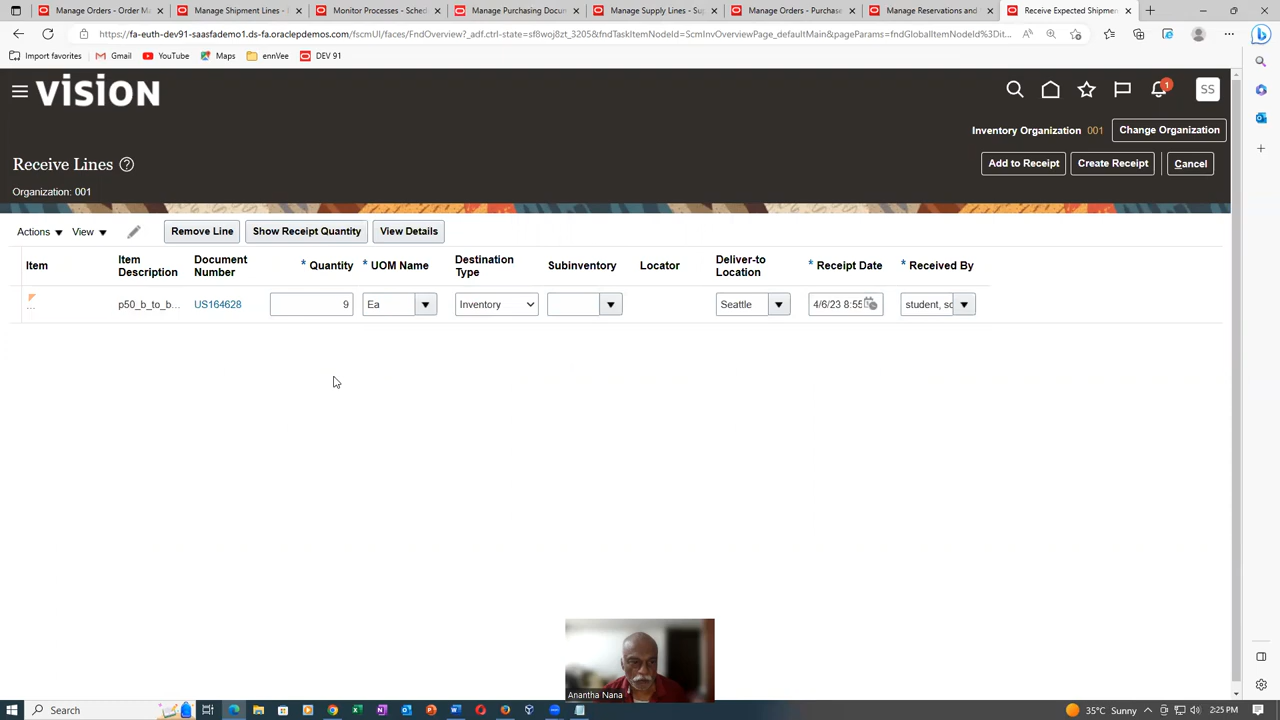 Manage Orders - Order Ma
Manage Shipment Lines - I
Monitor Processes - Sched
Manage Purchasing Docu
Manage Supply Lines - Sup
Manage Orders - Purchase
Manage Reservations and
Receive Expected Shipmen
https://fa-euth-dev91-saasfademo1.ds-fa.oraclepdemos.com/fscmUI/faces/FndOverview?_adf.ctrl-state=sf8woj8zt_3205&fndTaskItemNodeId=ScmInvOverviewPage_defaultMain&pageParams=fndGlobalItemNodeId%3Dit...
Import favorites
Gmail
YouTube
Maps
ennVee
DEV 91
VISION
1
SS
Inventory Organization 001 Change Organization
Receive Lines
Add to Receipt
Create Receipt
Cancel
Organization: 001
Actions
View
Remove Line
Show Receipt Quantity
View Details
Item
Item Description
Document Number
* Quantity
* UOM Name
Destination Type
Subinventory
Locator
Deliver-to Location
* Receipt Date
* Received By
...
p50_b_to_b...
US164628
9
Ea
Inventory
Seattle
4/6/23 8:55
student, sc
Anantha Nana
Search
35°C Sunny
2:25 PM